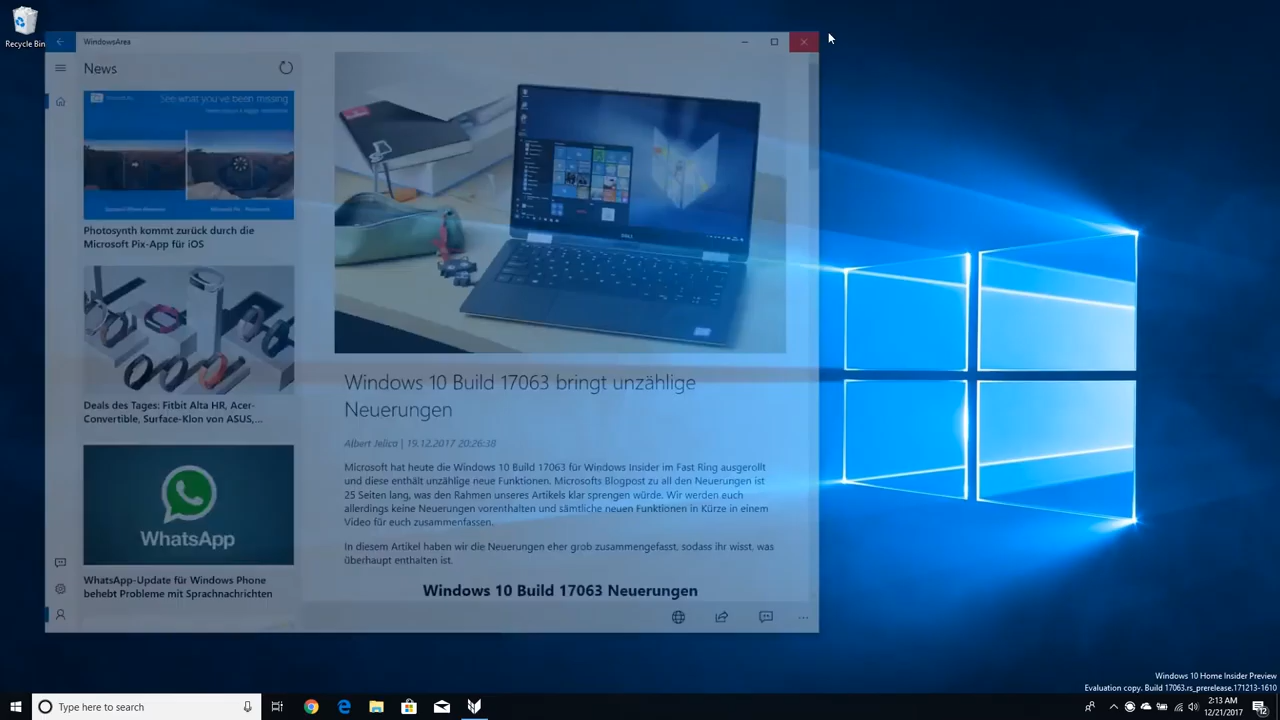 Recycle Bin
WindowsArea
News
See what you've been missing
Photosynth kommt zurück durch die
Microsoft Pix-App für iOS
Deals des Tages: Fitbit Alta HR, Acer-
Convertible, Surface-Klon von ASUS,...
WhatsApp
WhatsApp-Update für Windows Phone
behebt Probleme mit Sprachnachrichten
DELL
Windows 10 Build 17063 bringt unzählige
Neuerungen
Albert Jelica | 19.12.2017 20:26:38
Microsoft hat heute die Windows 10 Build 17063 für Windows Insider im Fast Ring ausgerollt
und diese enthält unzählige neue Funktionen. Microsofts Blogpost zu all den Neuerungen ist
25 Seiten lang, was den Rahmen unseres Artikels klar sprengen würde. Wir werden euch
allerdings keine Neuerungen vorenthalten und sämtliche neuen Funktionen in Kürze in einem
Video für euch zusammenfassen.
In diesem Artikel haben wir die Neuerungen eher grob zusammengefasst, sodass ihr wisst, was
überhaupt enthalten ist.
Windows 10 Build 17063 Neuerungen
Windows 10 Home Insider Preview
Evaluation copy. Build 17063.rs_prerelease.171213-1610
Type here to search
2:13 AM
12/21/2017
12